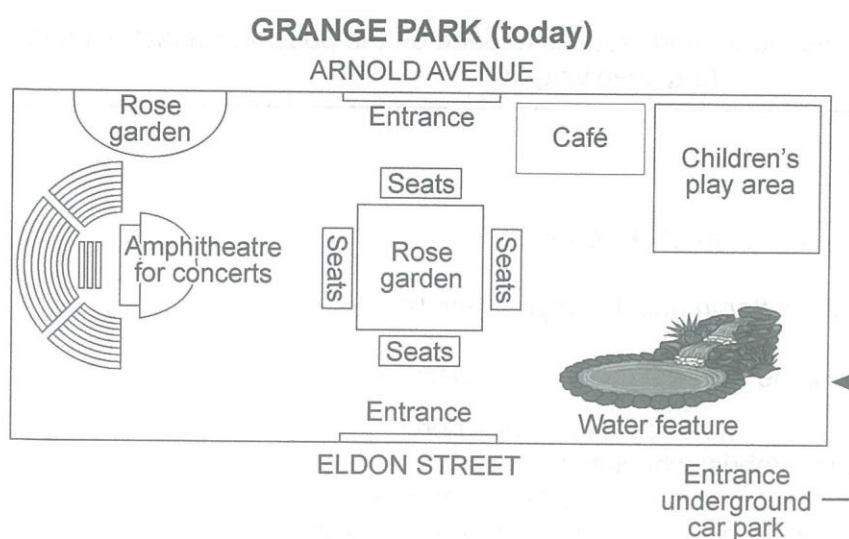 GRANGE PARK (today)
ARNOLD AVENUE
Rose
garden
Entrance
Café
Children's
play area
Seats
Amphitheatre
for concerts
Seats
Rose
garden
Seats
Seats
Entrance
Water feature
ELDON STREET
Entrance
underground
car park